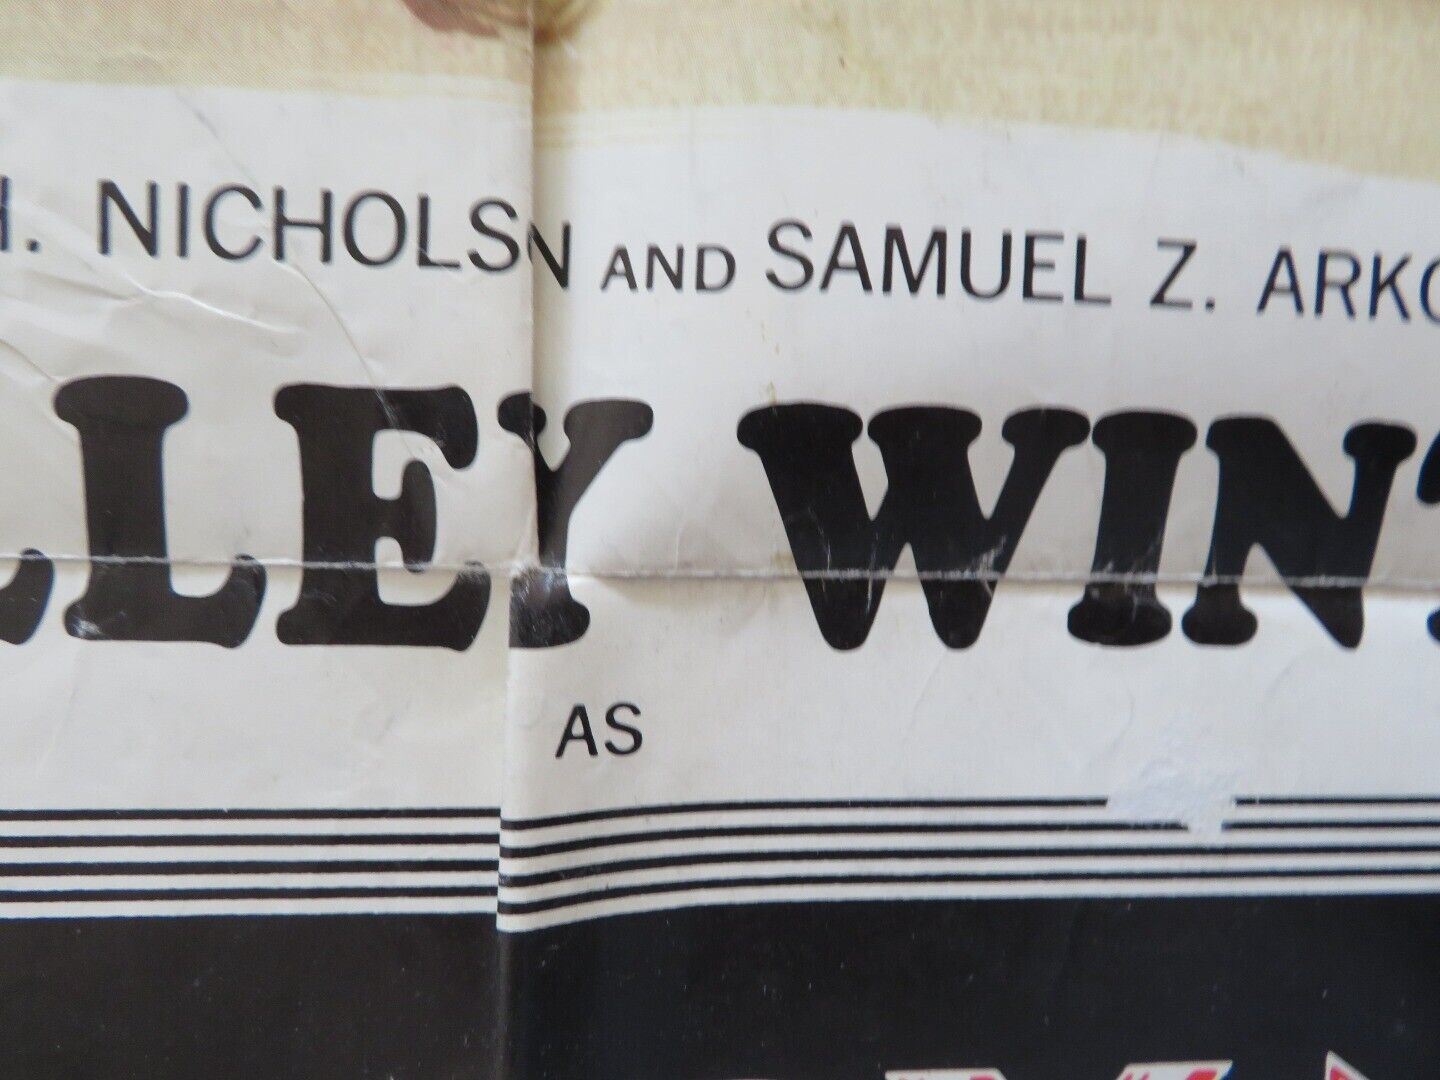 H. NICHOLSN AND SAMUEL Z. ARKO
LLEY WINT
AS